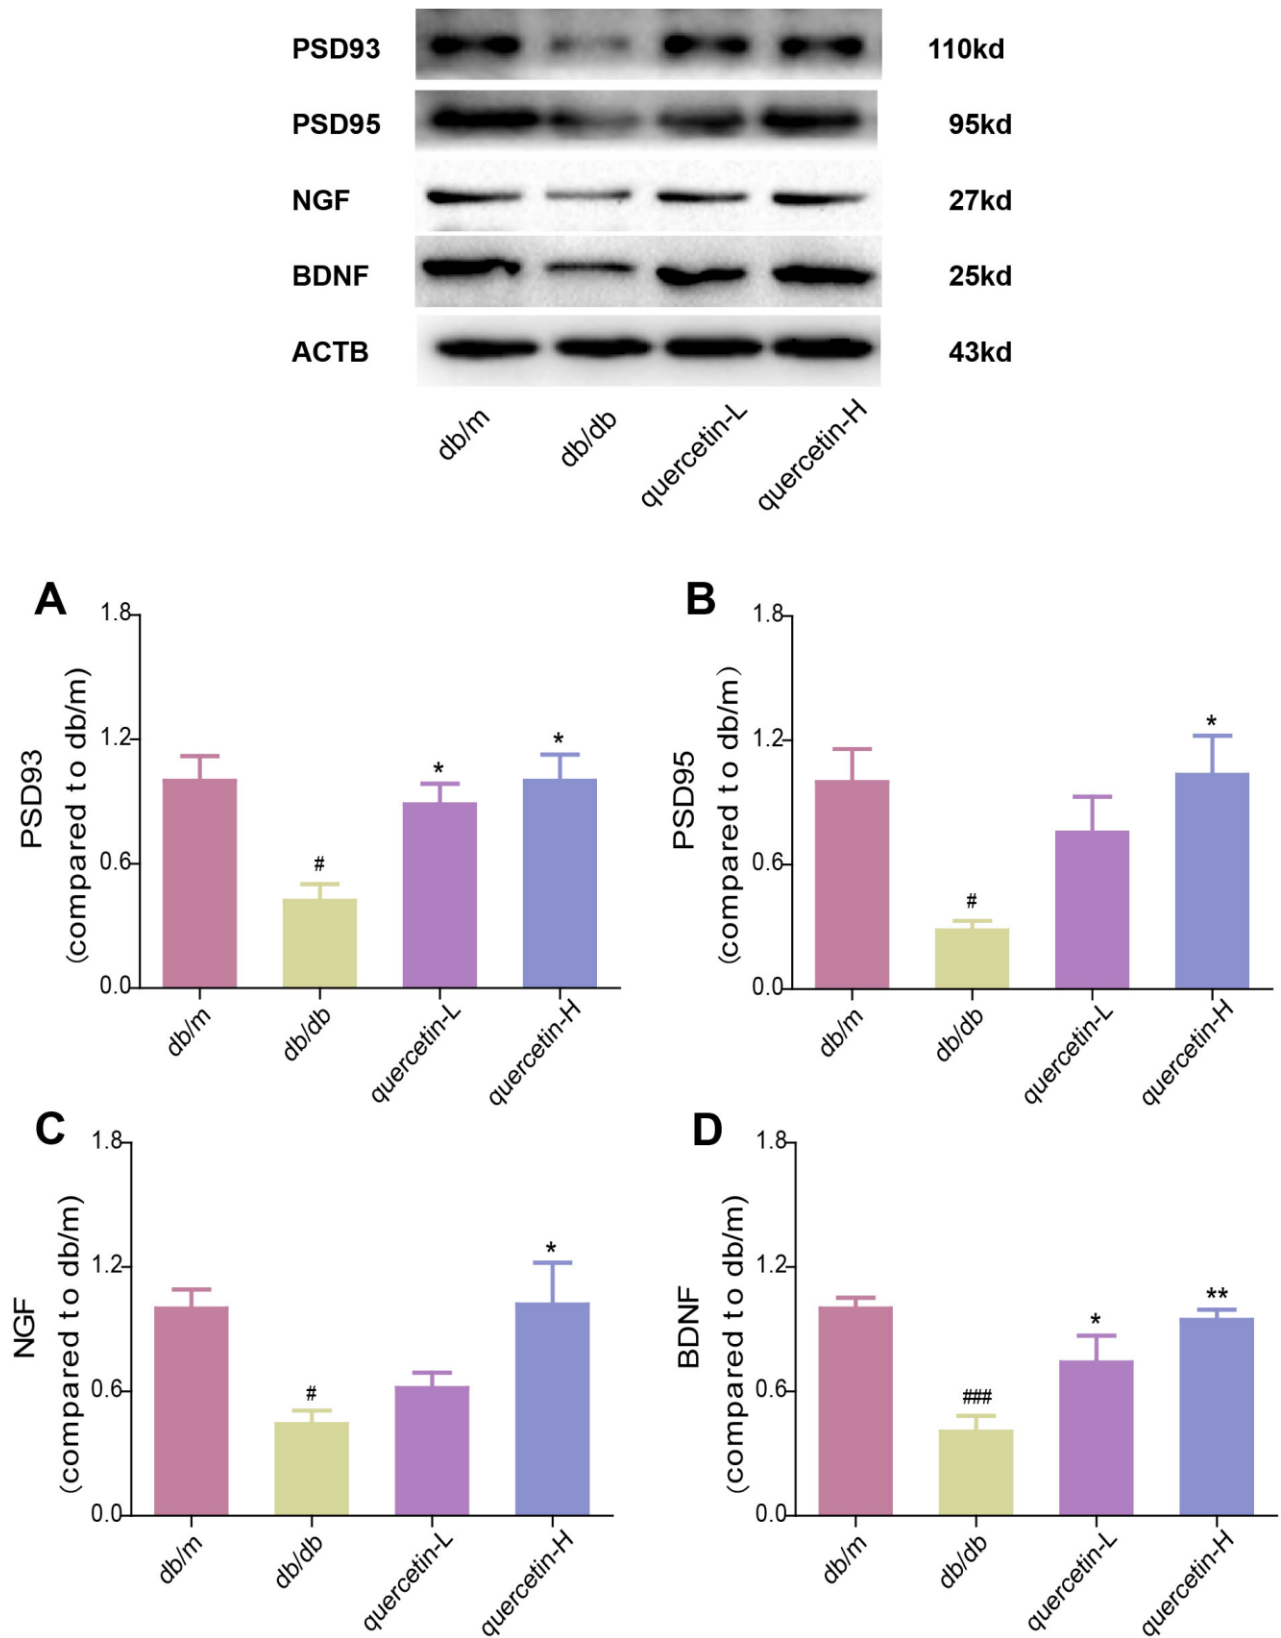 PSD93 110kd
PSD95 95kd
NGF 27kd
BDNF 25kd
ACTB 43kd
db/m db/db quercetin-L quercetin-H
A
PSD93
(compared to db/m)
1.8
1.2
0.6
0.0
#
*
*
db/m db/db quercetin-L quercetin-H
B
PSD95
(compared to db/m)
1.8
1.2
0.6
0.0
#
*
db/m db/db quercetin-L quercetin-H
C
NGF
(compared to db/m)
1.8
1.2
0.6
0.0
#
*
db/m db/db quercetin-L quercetin-H
D
BDNF
(compared to db/m)
1.8
1.2
0.6
0.0
###
*
**
db/m db/db quercetin-L quercetin-H